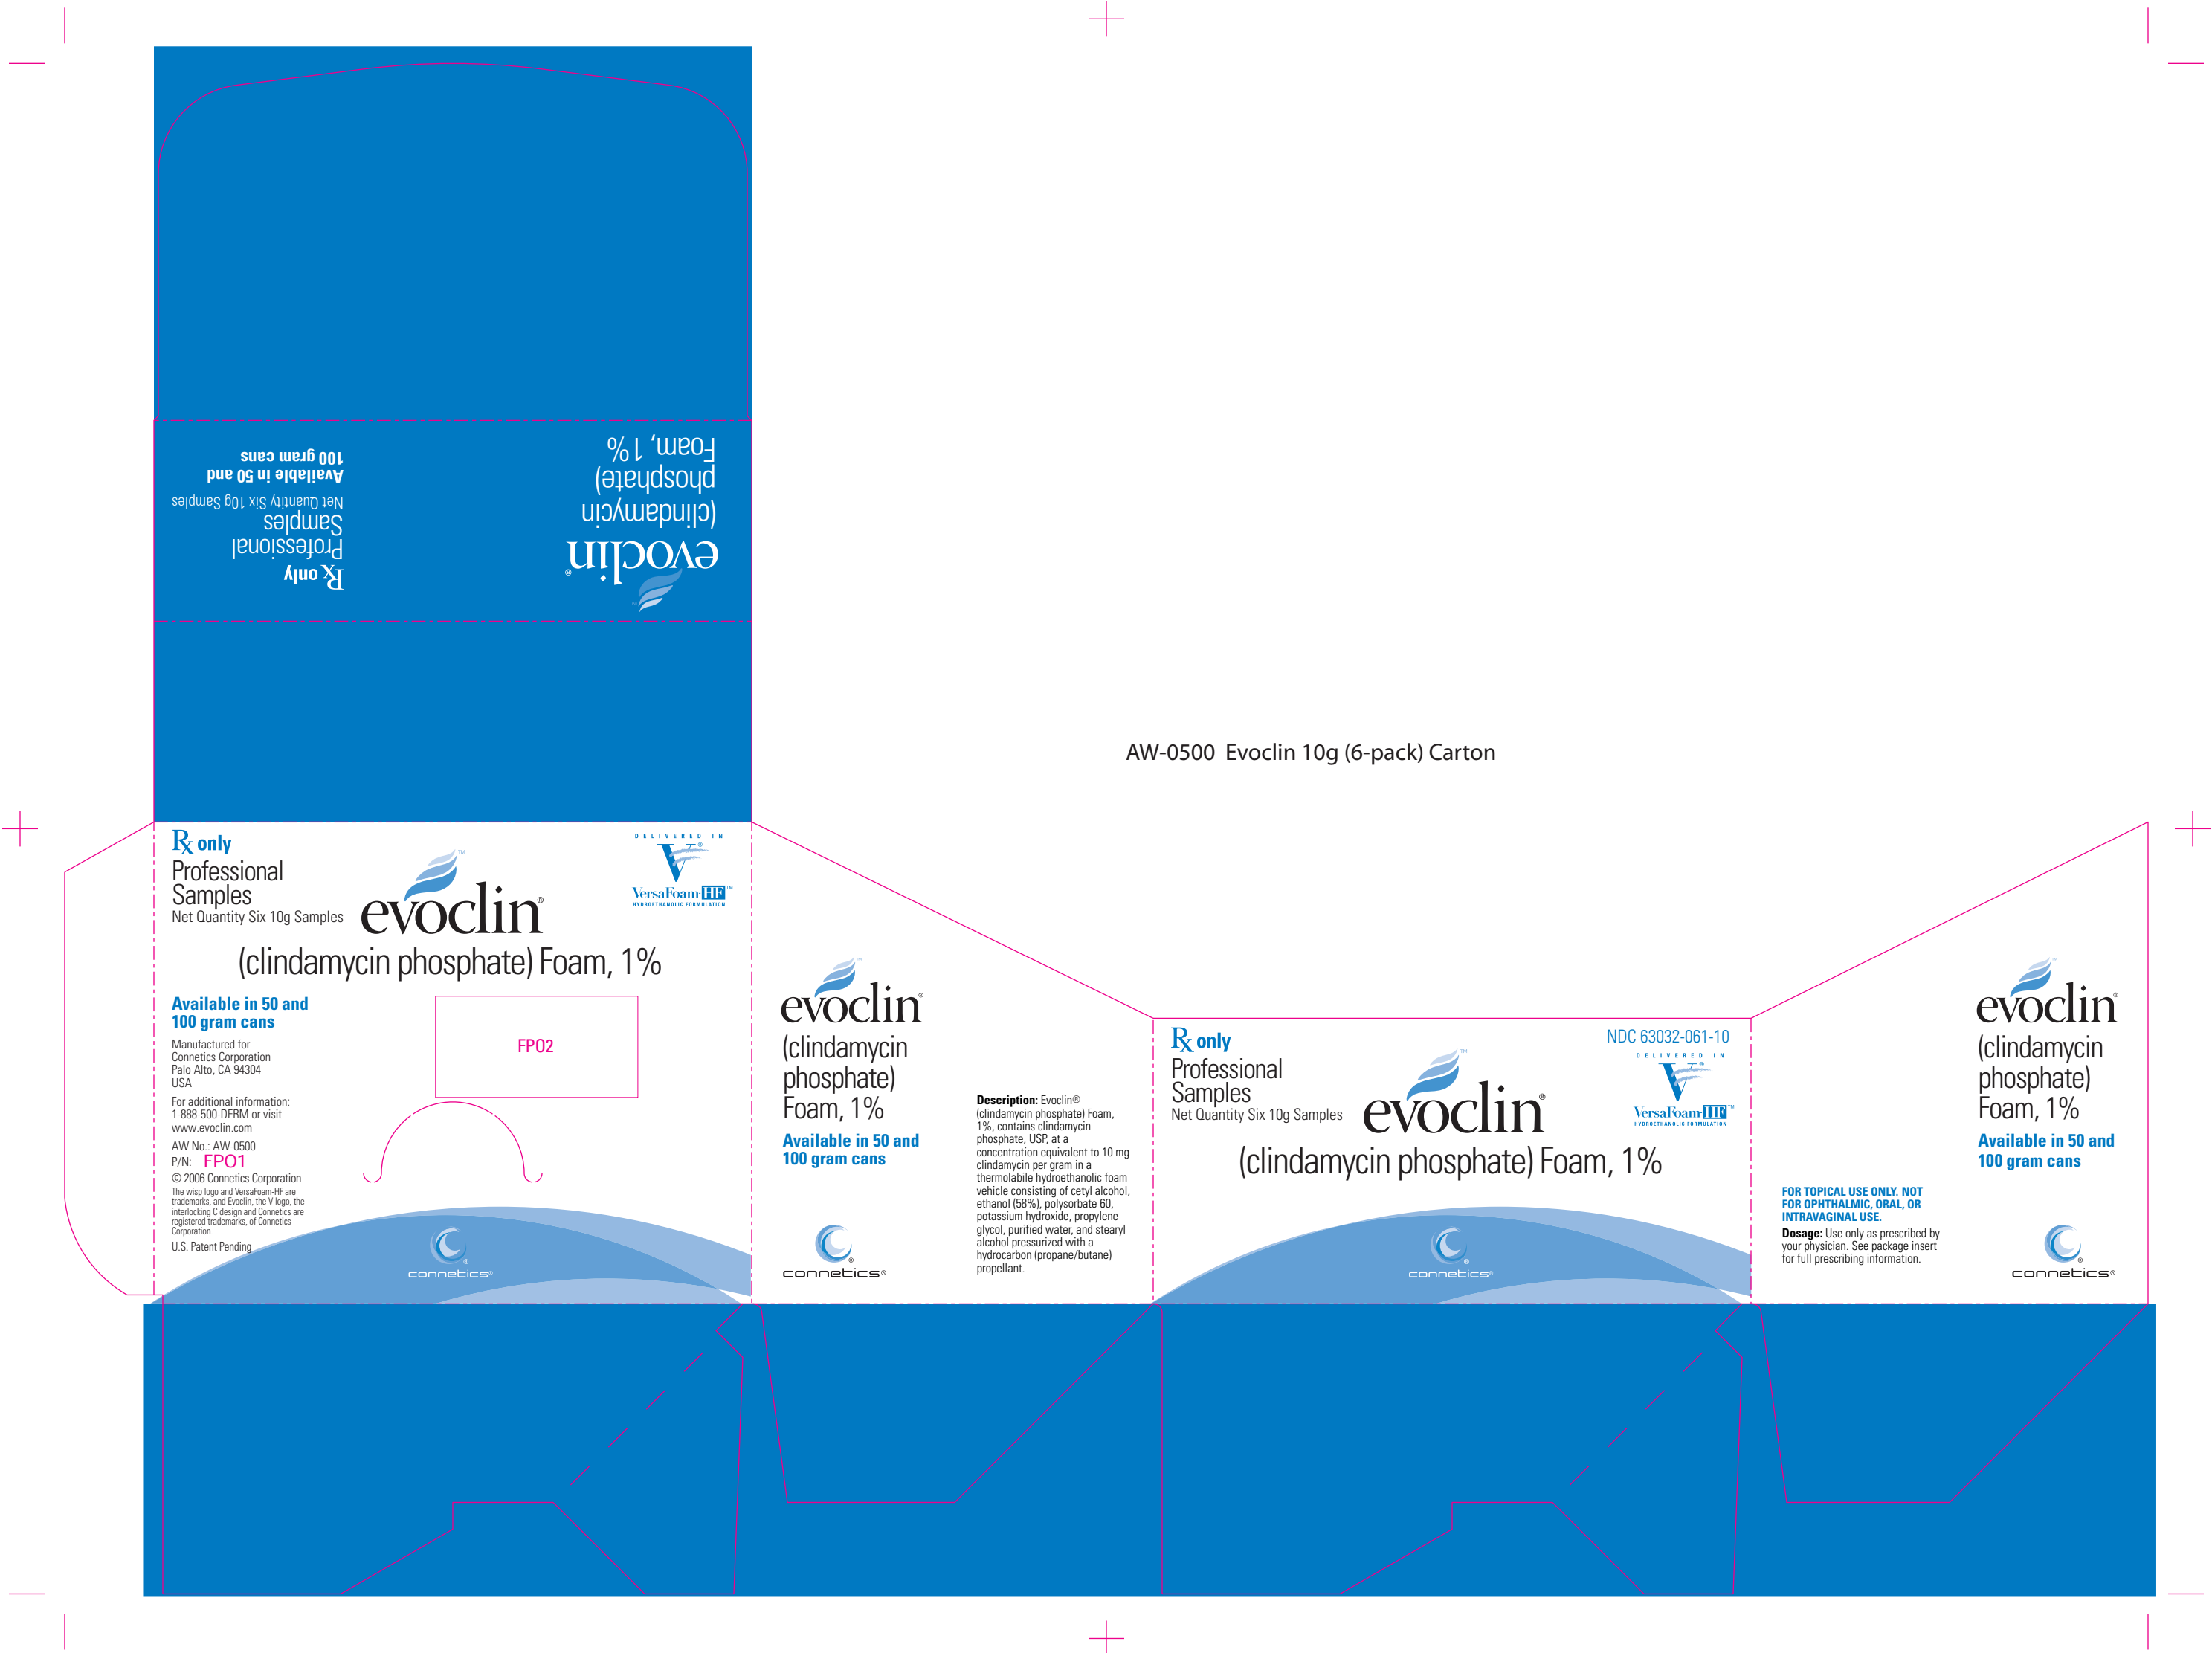 Rx only
Professional
Samples
Net Quantity Six 10g Samples
Available in 50 and
100 gram cans
evoclin®
(clindamycin
phosphate)
Foam, 1%
AW-0500 Evoclin 10g (6-pack) Carton
Rx only
Professional
Samples
Net Quantity Six 10g Samples
™
evoclin®
DELIVERED IN
V®
VersaFoam-HF™
HYDROETHANOLIC FORMULATION
(clindamycin phosphate) Foam, 1%
Available in 50 and
100 gram cans
Manufactured for
Connetics Corporation
Palo Alto, CA 94304
USA
For additional information:
1-888-500-DERM or visit
www.evoclin.com
AW No.: AW-0500
P/N: FPO1
© 2006 Connetics Corporation
The wisp logo and VersaFoam-HF are
trademarks, and Evoclin, the V logo, the
interlocking C design and Connetics are
registered trademarks, of Connetics
Corporation.
U.S. Patent Pending
FPO2
®
connetics®
™
evoclin®
(clindamycin
phosphate)
Foam, 1%
Available in 50 and
100 gram cans
®
connetics®
Description: Evoclin®
(clindamycin phosphate) Foam,
1%, contains clindamycin
phosphate, USP, at a
concentration equivalent to 10 mg
clindamycin per gram in a
thermolabile hydroethanolic foam
vehicle consisting of cetyl alcohol,
ethanol (58%), polysorbate 60,
potassium hydroxide, propylene
glycol, purified water, and stearyl
alcohol pressurized with a
hydrocarbon (propane/butane)
propellant.
Rx only
Professional
Samples
Net Quantity Six 10g Samples
™
evoclin®
NDC 63032-061-10
DELIVERED IN
V®
VersaFoam-HF™
HYDROETHANOLIC FORMULATION
(clindamycin phosphate) Foam, 1%
®
connetics®
FOR TOPICAL USE ONLY. NOT
FOR OPHTHALMIC, ORAL, OR
INTRAVAGINAL USE.
Dosage: Use only as prescribed by
your physician. See package insert
for full prescribing information.
™
evoclin®
(clindamycin
phosphate)
Foam, 1%
Available in 50 and
100 gram cans
®
connetics®